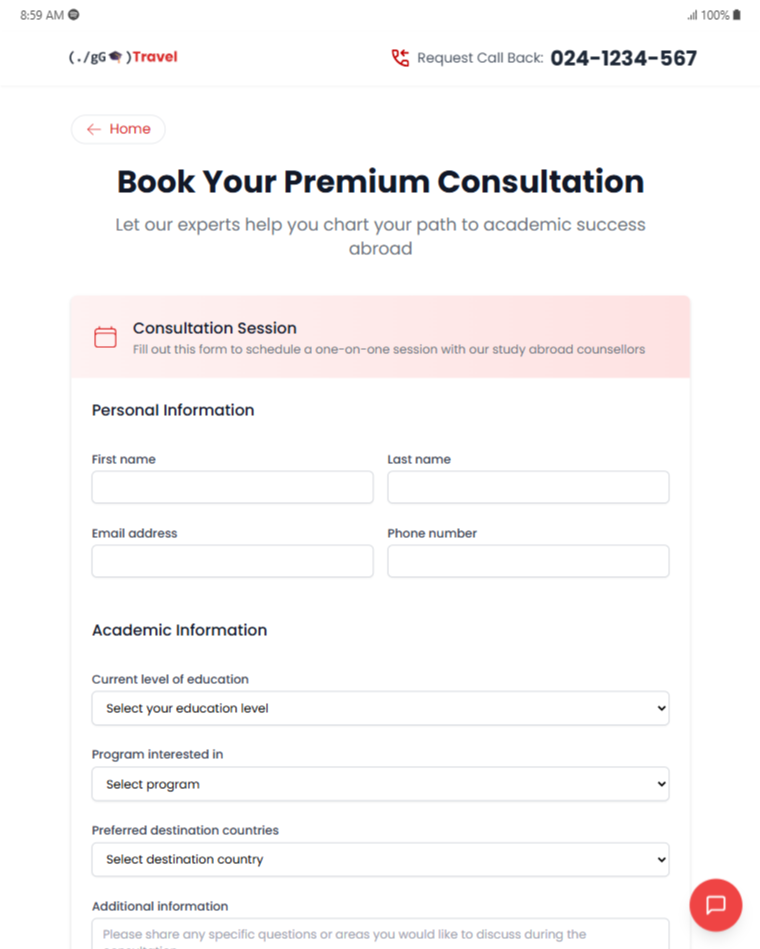 8:59 AM
100%
(./gG )Travel
Request Call Back: 024-1234-567
← Home
Book Your Premium Consultation
Let our experts help you chart your path to academic success
abroad
Consultation Session
Fill out this form to schedule a one-on-one session with our study abroad counsellors
Personal Information
First name
Last name
Email address
Phone number
Academic Information
Current level of education
Select your education level
Program interested in
Select program
Preferred destination countries
Select destination country
Additional information
Please share any specific questions or areas you would like to discuss during the